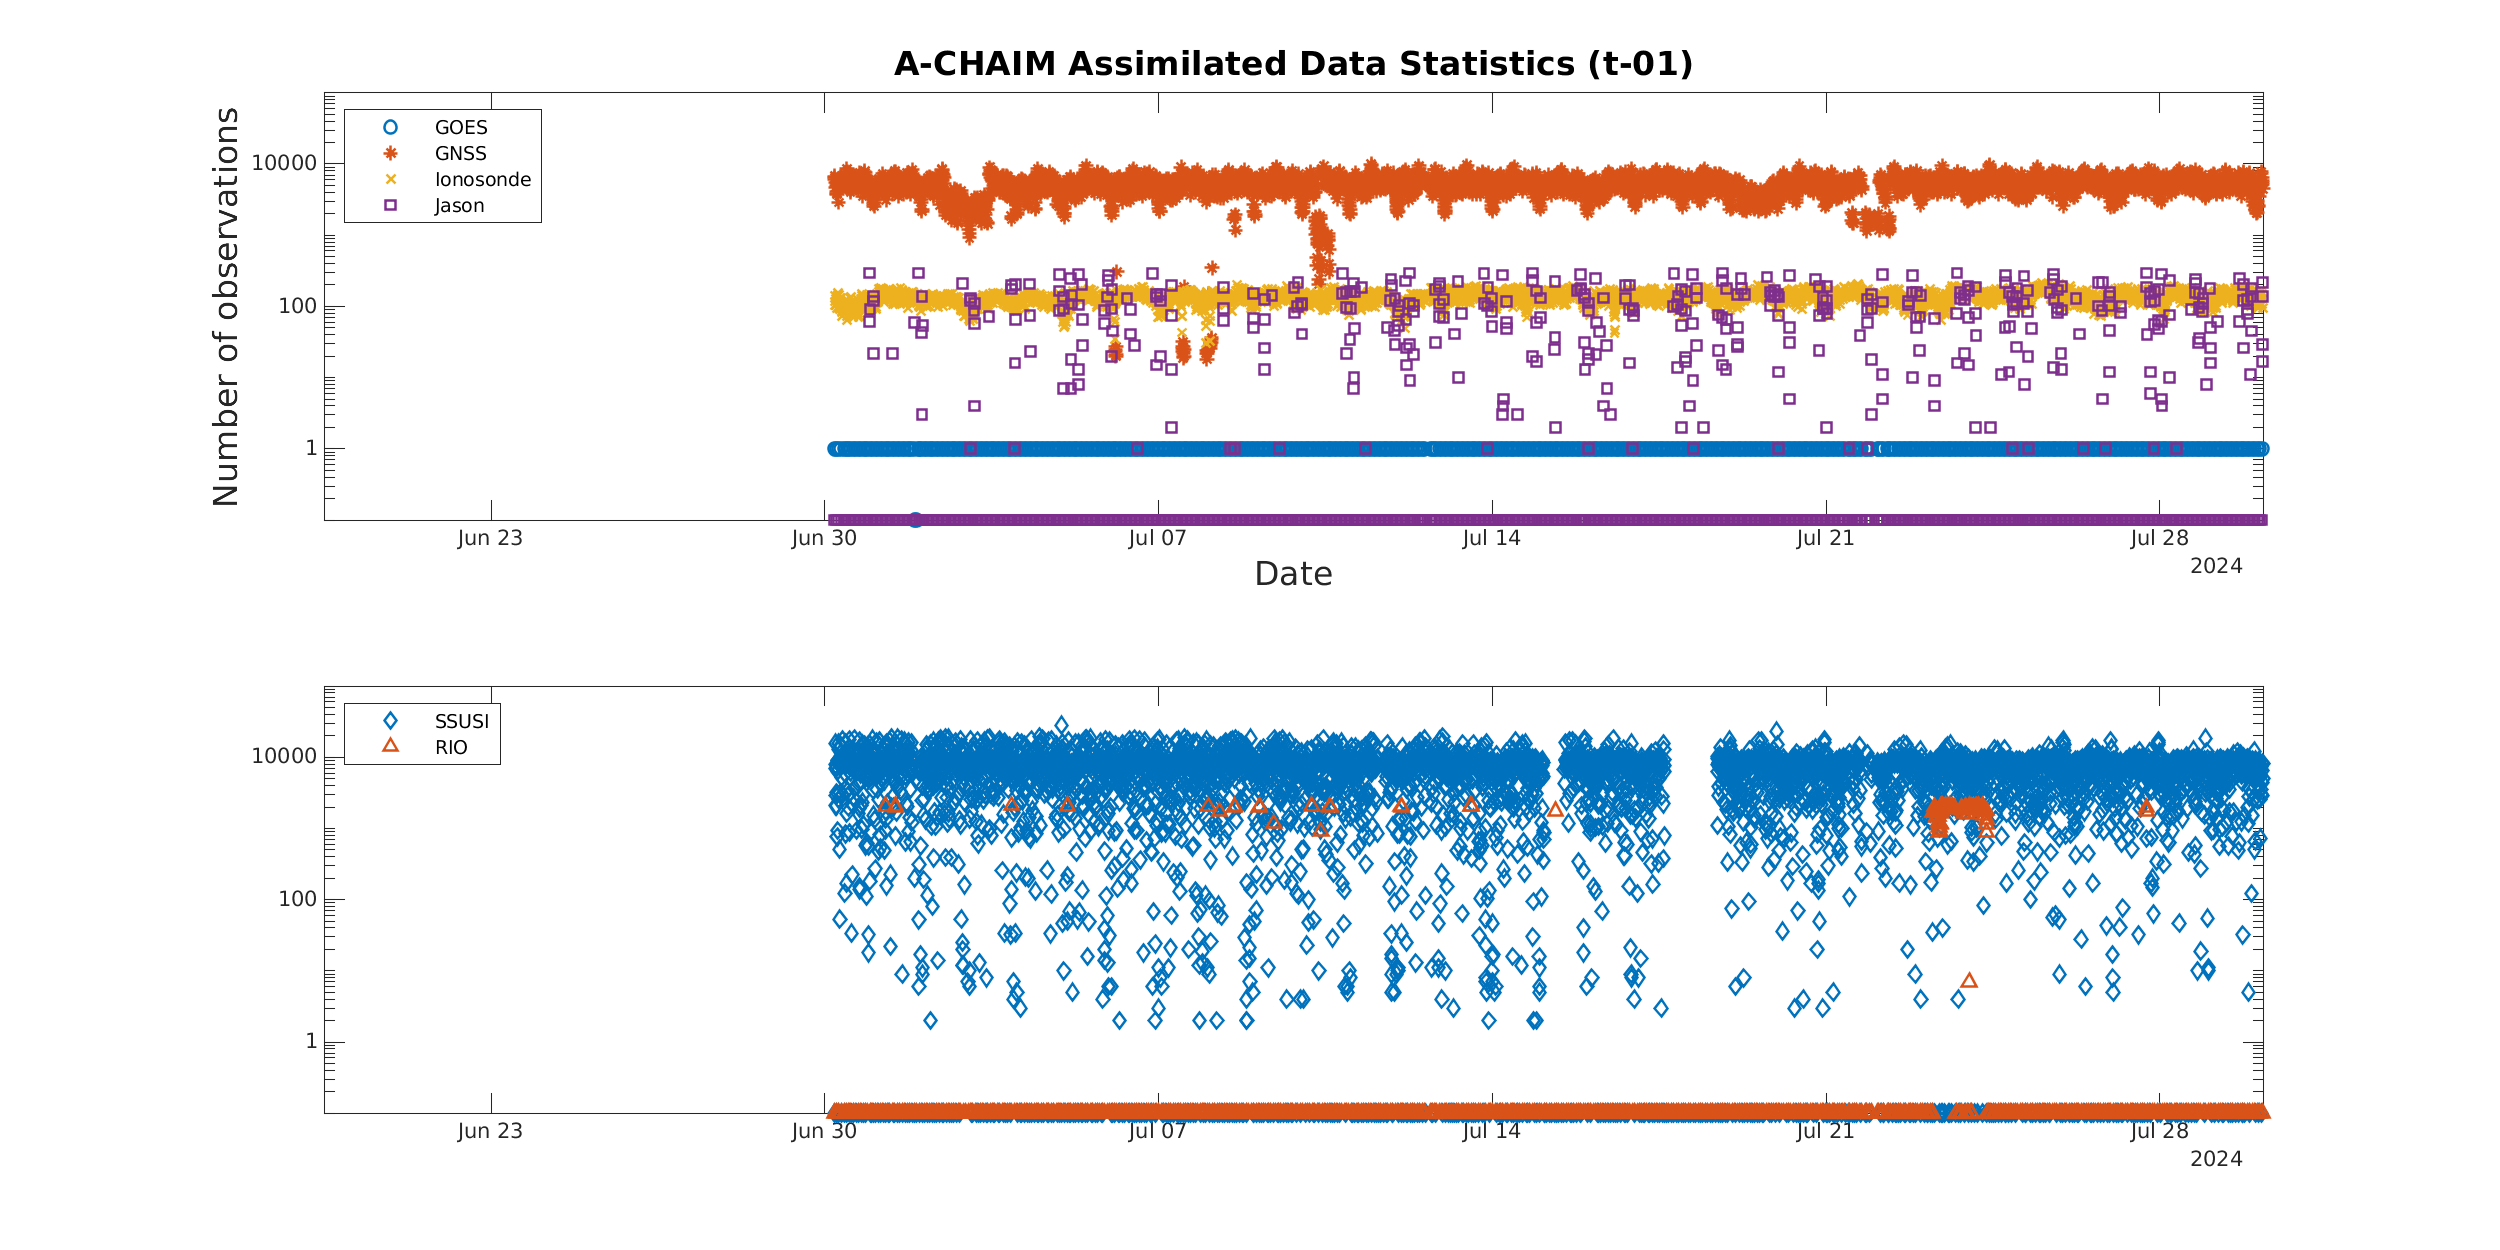 A-CHAIM Assimilated Data Statistics (t-01)
Number of observations
GOES
GNSS
Ionosonde
Jason
10000
100
1
Jun 23 Jun 30 Jul 07 Jul 14 Jul 21 Jul 28
2024
Date
SSUSI
RIO
10000
100
1
Jun 23 Jun 30 Jul 07 Jul 14 Jul 21 Jul 28
2024